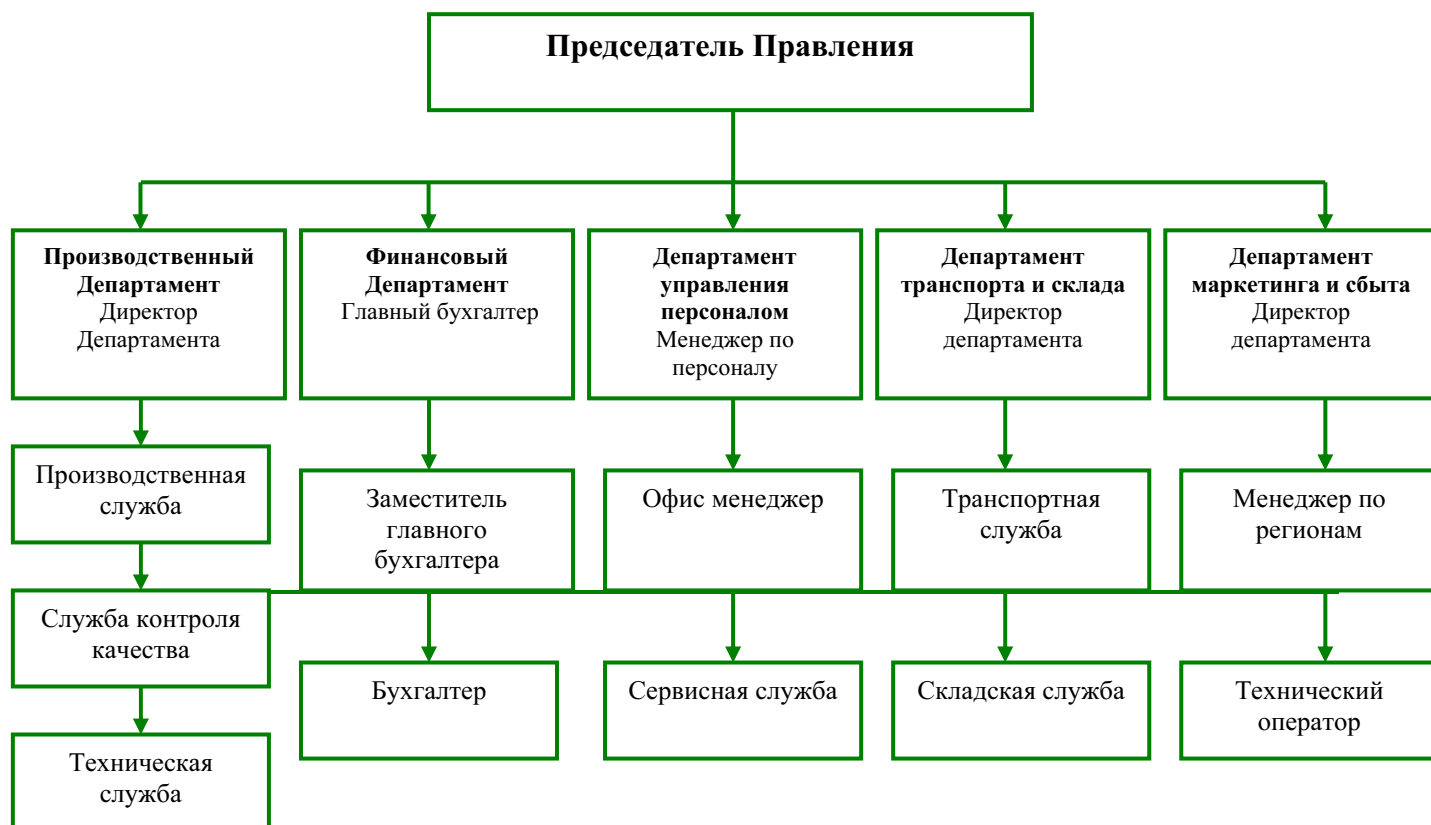 Председатель Правления
Производственный
Департамент
Директор
Департамента
Финансовый
Департамент
Главный бухгалтер
Департамент
управления
персоналом
Менеджер по
персоналу
Департамент
транспорта и склада
Директор
департамента
Департамент
маркетинга и сбыта
Директор
департамента
Производственная
служба
Заместитель
главного
бухгалтера
Офис менеджер
Транспортная
служба
Менеджер по
регионам
Служба контроля
качества
Бухгалтер
Сервисная служба
Складская служба
Технический
оператор
Техническая
служба